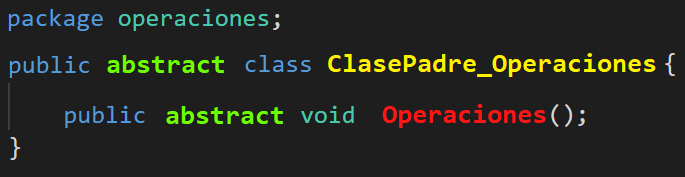 package operaciones;
public abstract class ClasePadre_Operaciones {
public abstract void Operaciones();
}